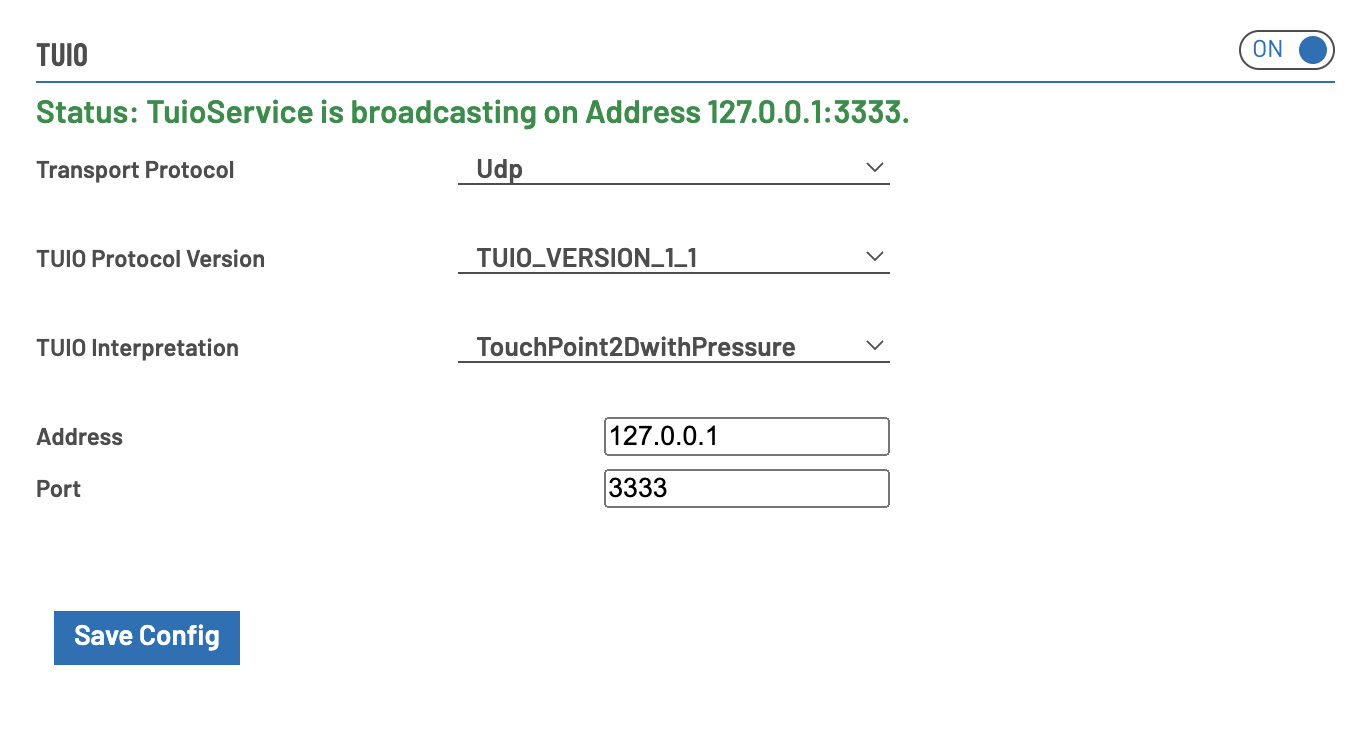 TUIO
ON
Status: TuioService is broadcasting on Address 127.0.0.1:3333.
Transport Protocol Udp
TUIO Protocol Version TUIO_VERSION_1_1
TUIO Interpretation TouchPoint2DwithPressure
Address 127.0.0.1
Port 3333
Save Config